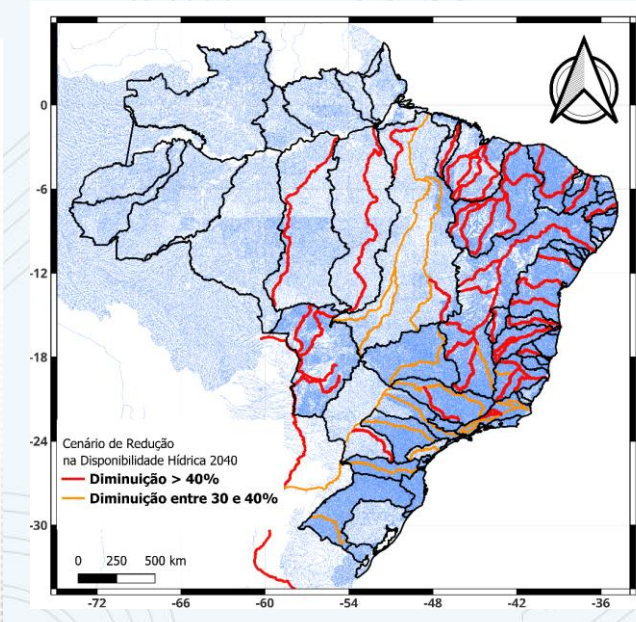 0
-6
-12
-18
-24
-30
Cenário de Redução
na Disponibilidade Hídrica 2040
Diminuição > 40%
Diminuição entre 30 e 40%
0 250 500 km
-72 -66 -60 -54 -48 -42 -36